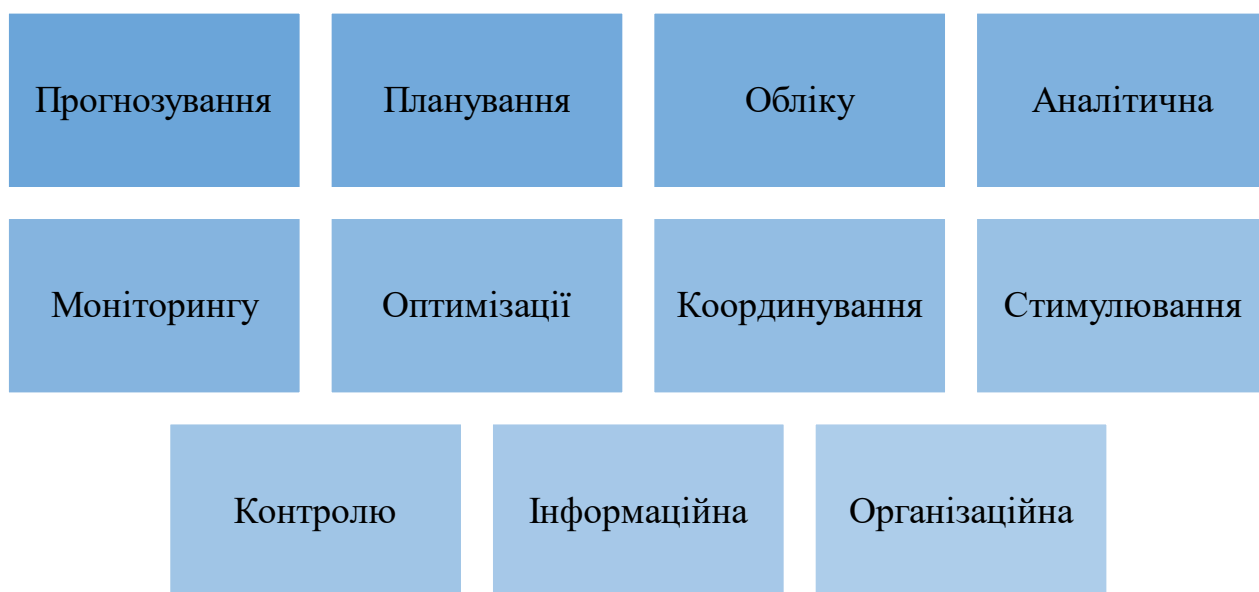 Прогнозування
Планування
Обліку
Аналітична
Моніторингу
Оптимізації
Координування
Стимулювання
Контролю
Інформаційна
Організаційна